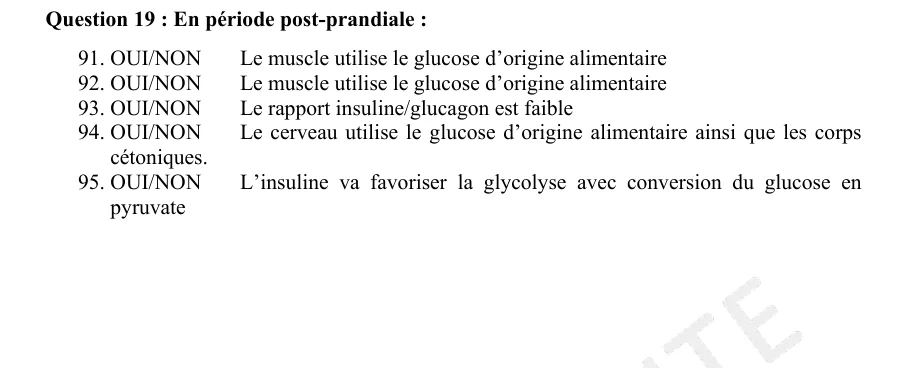 Question 19 : En période post-prandiale :
91. OUI/NON Le muscle utilise le glucose d’origine alimentaire
92. OUI/NON Le muscle utilise le glucose d’origine alimentaire
93. OUI/NON Le rapport insuline/glucagon est faible
94. OUI/NON Le cerveau utilise le glucose d’origine alimentaire ainsi que les corps
cétoniques.
95. OUI/NON L’insuline va favoriser la glycolyse avec conversion du glucose en
pyruvate